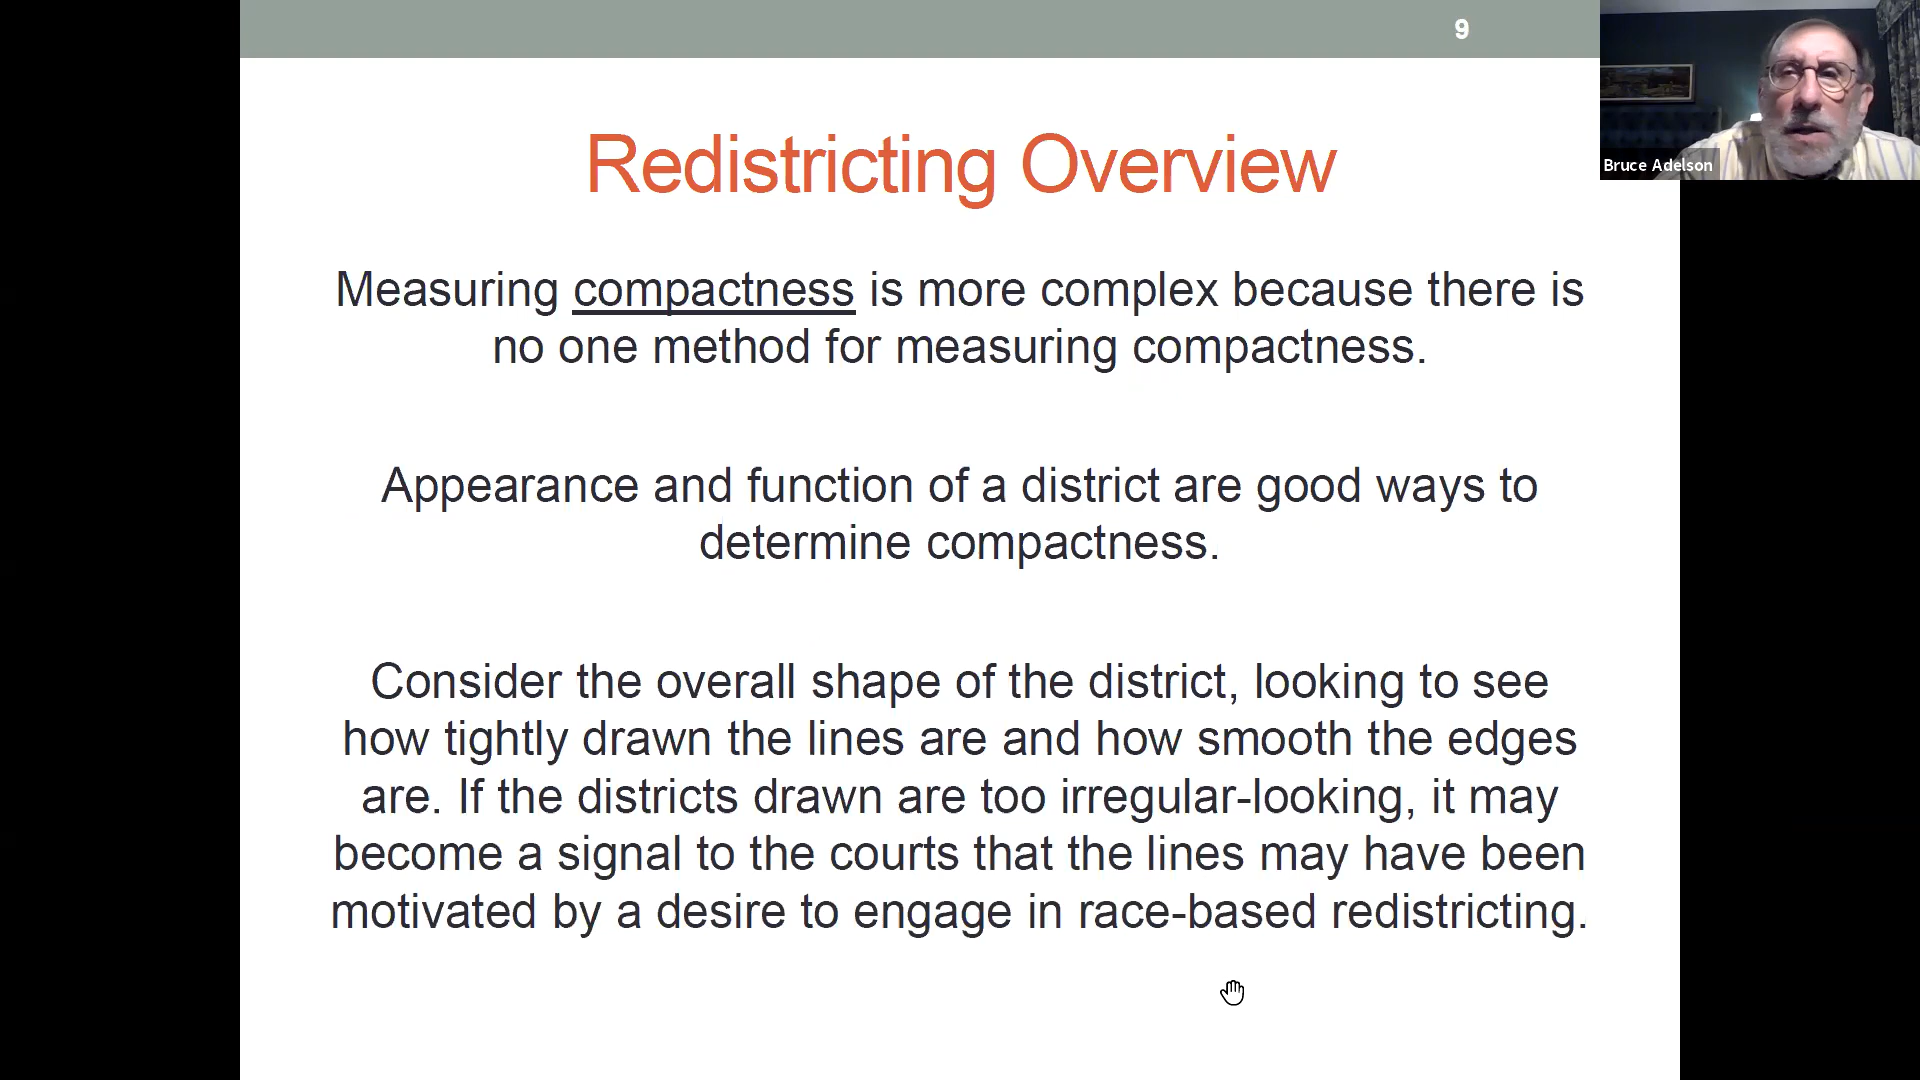 9
Bruce Adelson
Redistricting Overview
Measuring compactness is more complex because there is
no one method for measuring compactness.
Appearance and function of a district are good ways to
determine compactness.
Consider the overall shape of the district, looking to see
how tightly drawn the lines are and how smooth the edges
are. If the districts drawn are too irregular-looking, it may
become a signal to the courts that the lines may have been
motivated by a desire to engage in race-based redistricting.